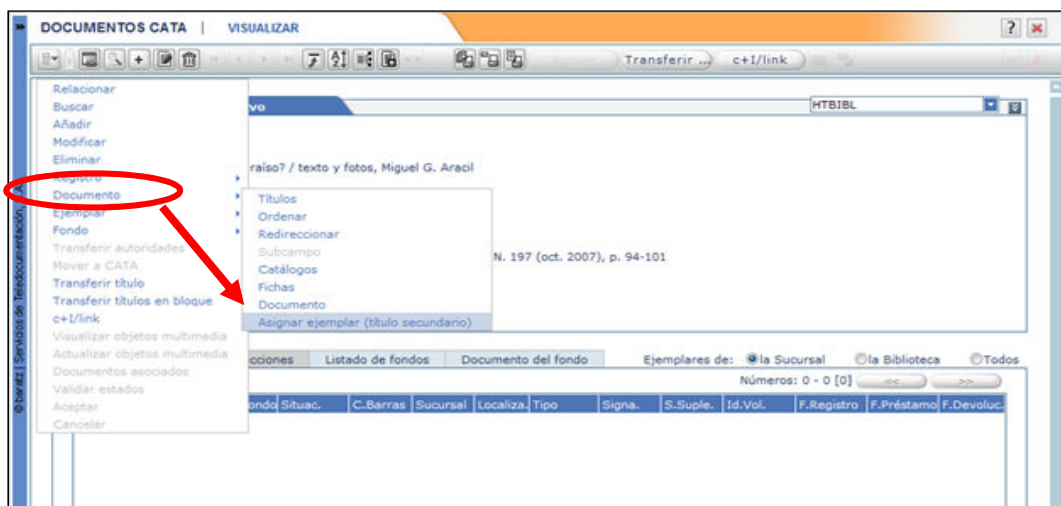 DOCUMENTOS CATA | VISUALIZAR
Transferir ... c+I/link
Relacionar
Buscar
Añadir
Modificar
Eliminar
Registro
Documento
Ejemplar
Fondo
Transferir autoridades
Mover a CATA
Transferir título
Transferir títulos en bloque
c+I/link
Visualizar objetos multimedia
Actualizar objetos multimedia
Documentos asociados
Validar estados
Aceptar
Cancelar
vo HTBIBL
raíso? / texto y fotos, Miguel G. Aracil
Títulos
Ordenar
Redireccionar
Subcampo
Catálogos
Fichas
Documento
Asignar ejemplar (título secundario)
N. 197 (oct. 2007), p. 94-101
cciones Listado de fondos Documento del fondo Ejemplares de: la Sucursal la Biblioteca Todos
Números: 0 - 0 [0] << >>
ondo Situac. C.Barras Sucursal Localiza. Tipo Signa. S.Suple. Id.Vol. F.Registro F.Préstamo F.Devoluc.
© baratz | Servicios de Teledocumentación,